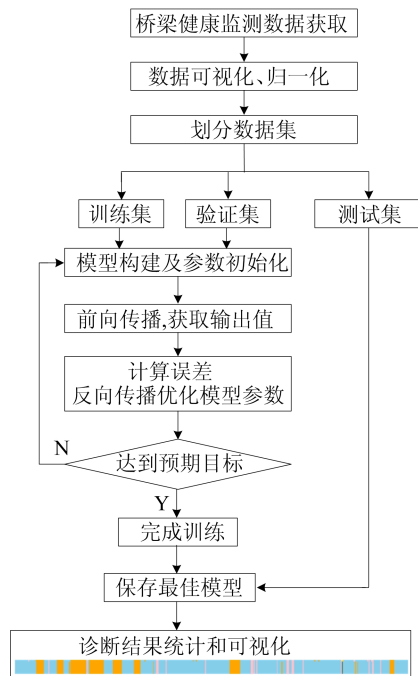 桥梁健康监测数据获取
数据可视化、归一化
划分数据集
训练集
验证集
测试集
模型构建及参数初始化
前向传播,获取输出值
计算误差
反向传播优化模型参数
N
达到预期目标
Y
完成训练
保存最佳模型
诊断结果统计和可视化